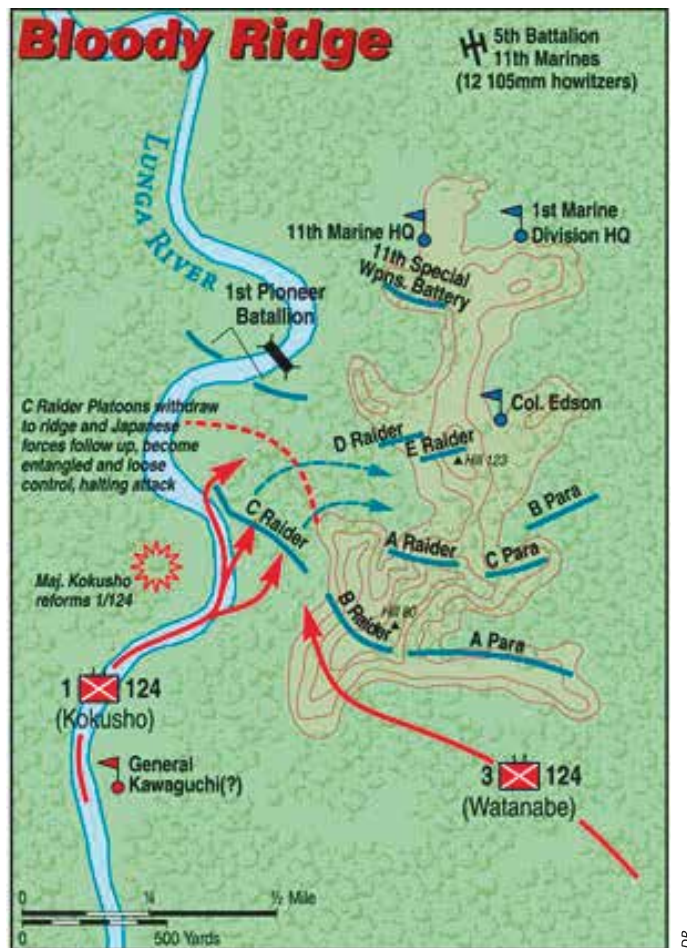 Bloody Ridge
5th Battalion
11th Marines
(12 105mm howitzers)
LUNGA RIVER
11th Marine HQ
1st Marine
Division HQ
11th Special
Wpns. Battery
1st Pioneer
Batallion
C Raider Platoons withdraw
to ridge and Japanese
forces follow up, become
entangled and loose
control, halting attack
D Raider
E Raider
Hill 123
Col. Edson
B Para
C Raider
A Raider
C Para
Maj. Kokusho
reforms 1/124
B Raider
Hill 80
A Para
1 124
(Kokusho)
General
Kawaguchi(?)
3 124
(Watanabe)
0 ¼ ½ Mile
0 500 Yards